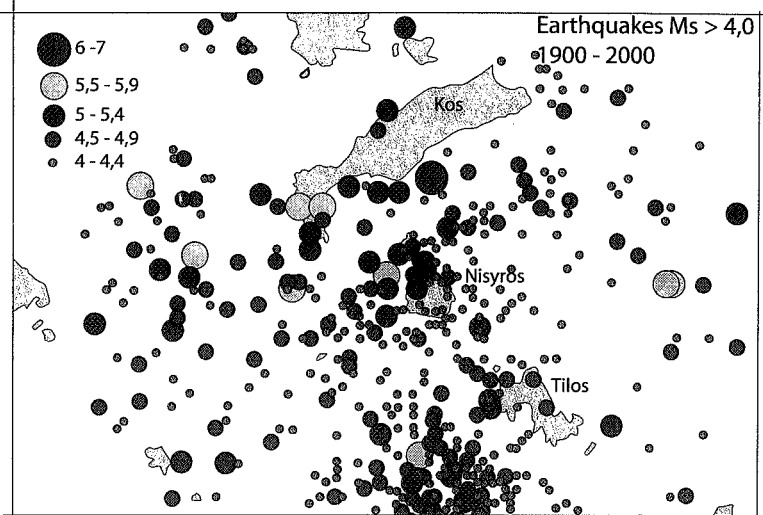 Earthquakes Ms > 4,0
1900 - 2000
6 -7
5,5 - 5,9
5 - 5,4
4,5 - 4,9
4 - 4,4
Kos
Nisyros
Tilos